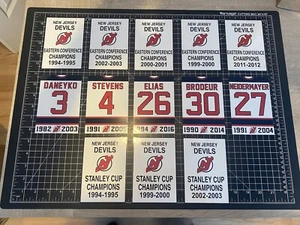 NEW JERSEY
DEVILS
EASTERN CONFERENCE
CHAMPIONS
1994-1995
NEW JERSEY
DEVILS
EASTERN CONFERENCE
CHAMPIONS
2002-2003
NEW JERSEY
DEVILS
EASTERN CONFERENCE
CHAMPIONS
2000-2001
NEW JERSEY
DEVILS
EASTERN CONFERENCE
CHAMPIONS
1999-2000
NEW JERSEY
DEVILS
EASTERN CONFERENCE
CHAMPIONS
2011-2012
DANEYKO
3
1982 2003
STEVENS
4
1991 2005
ELIAS
26
1994 2016
BRODEUR
30
1990 2014
NIEDERMAYER
27
1991 2004
NEW JERSEY
DEVILS
STANLEY CUP
CHAMPIONS
1994-1995
NEW JERSEY
DEVILS
STANLEY CUP
CHAMPIONS
1999-2000
NEW JERSEY
DEVILS
STANLEY CUP
CHAMPIONS
2002-2003